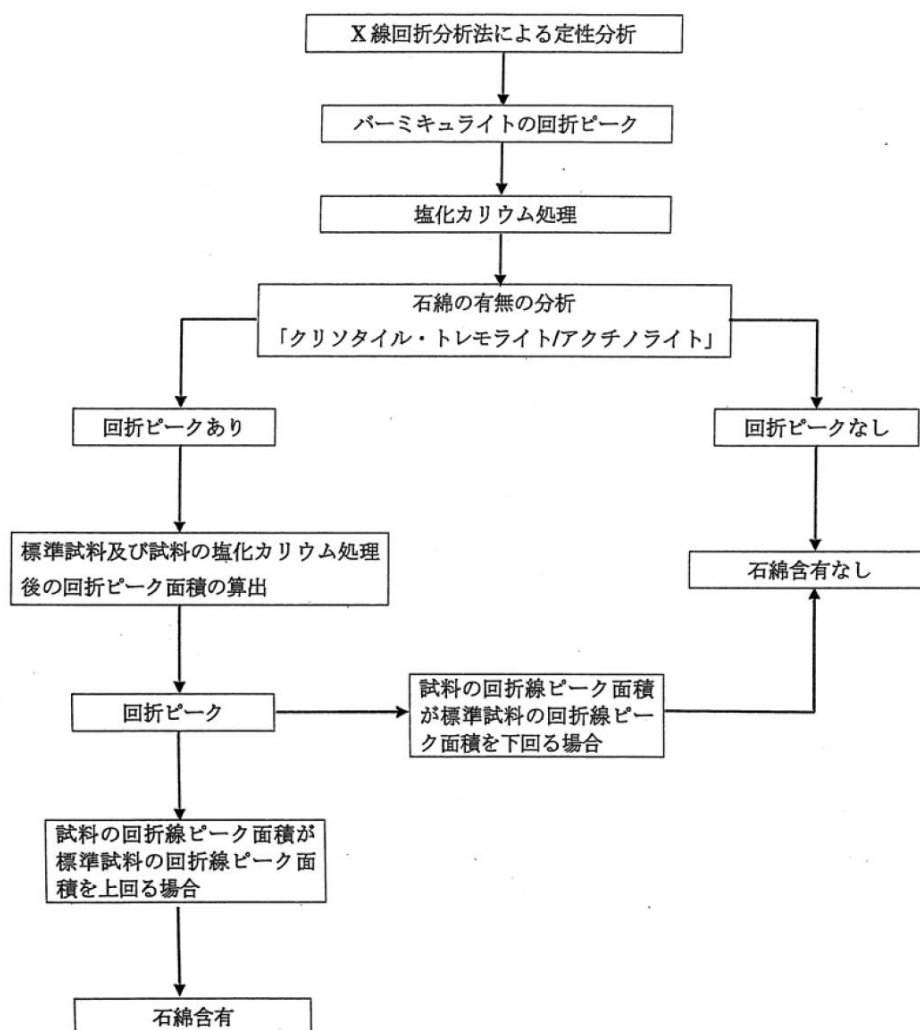 X線回折分析法による定性分析
バーミキュライトの回折ピーク
塩化カリウム処理
石綿の有無の分析
「クリソタイル・トレモライト/アクチノライト」
回折ピークあり
回折ピークなし
標準試料及び試料の塩化カリウム処理
後の回折ピーク面積の算出
石綿含有なし
回折ピーク
試料の回折線ピーク面積
が標準試料の回折線ピー
ク面積を下回る場合
試料の回折線ピーク面積が
標準試料の回折線ピーク面
積を上回る場合
石綿含有